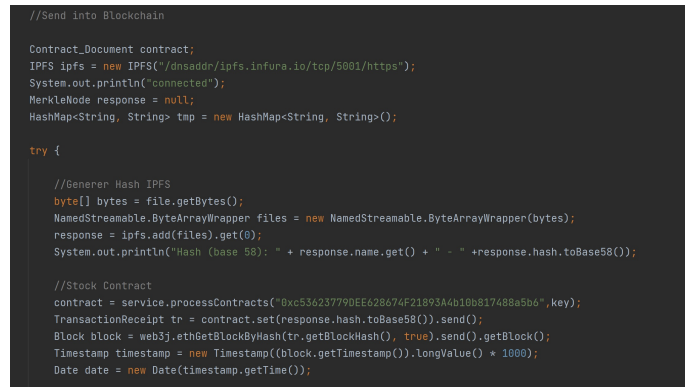 //Send into Blockchain
Contract_Document contract;
IPFS ipfs = new IPFS("/dnsaddr/ipfs.infura.io/tcp/5001/https");
System.out.println("connected");
MerkleNode response = null;
HashMap<String, String> tmp = new HashMap<String, String>();
try {
//Generer Hash IPFS
byte[] bytes = file.getBytes();
NamedStreamable.ByteArrayWrapper files = new NamedStreamable.ByteArrayWrapper(bytes);
response = ipfs.add(files).get(0);
System.out.println("Hash (base 58): " + response.name.get() + " - " +response.hash.toBase58());
//Stock Contract
contract = service.processContracts("0xc53623779DEE628674F21893A4b10b817488a5b6",key);
TransactionReceipt tr = contract.set(response.hash.toBase58()).send();
Block block = web3j.ethGetBlockByHash(tr.getBlockHash(), true).send().getBlock();
Timestamp timestamp = new Timestamp((block.getTimestamp()).longValue() * 1000);
Date date = new Date(timestamp.getTime());